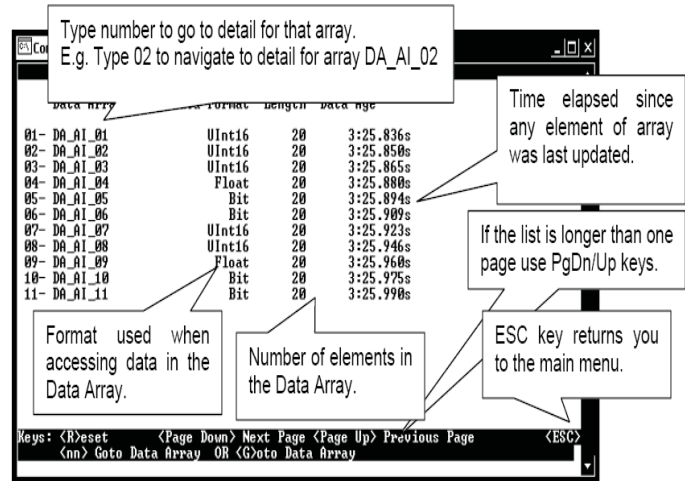 Type number to go to detail for that array.
E.g. Type 02 to navigate to detail for array DA_AI_02
Format Length Data Age
01- DA_AI_01 UInt16 20 3:25.836s
02- DA_AI_02 UInt16 20 3:25.850s
03- DA_AI_03 UInt16 20 3:25.865s
04- DA_AI_04 Float 20 3:25.880s
05- DA_AI_05 Bit 20 3:25.894s
06- DA_AI_06 Bit 20 3:25.909s
07- DA_AI_07 UInt16 20 3:25.923s
08- DA_AI_08 UInt16 20 3:25.946s
09- DA_AI_09 Float 20 3:25.960s
10- DA_AI_10 Bit 20 3:25.975s
11- DA_AI_11 Bit 20 3:25.990s
Time elapsed since
any element of array
was last updated.
If the list is longer than one
page use PgDn/Up keys.
Format used when
accessing data in the
Data Array.
Number of elements in
the Data Array.
ESC key returns you
to the main menu.
Keys: <R>eset <Page Down> Next Page <Page Up> Previous Page <ESC>
<nn> Goto Data Array OR <G>oto Data Array